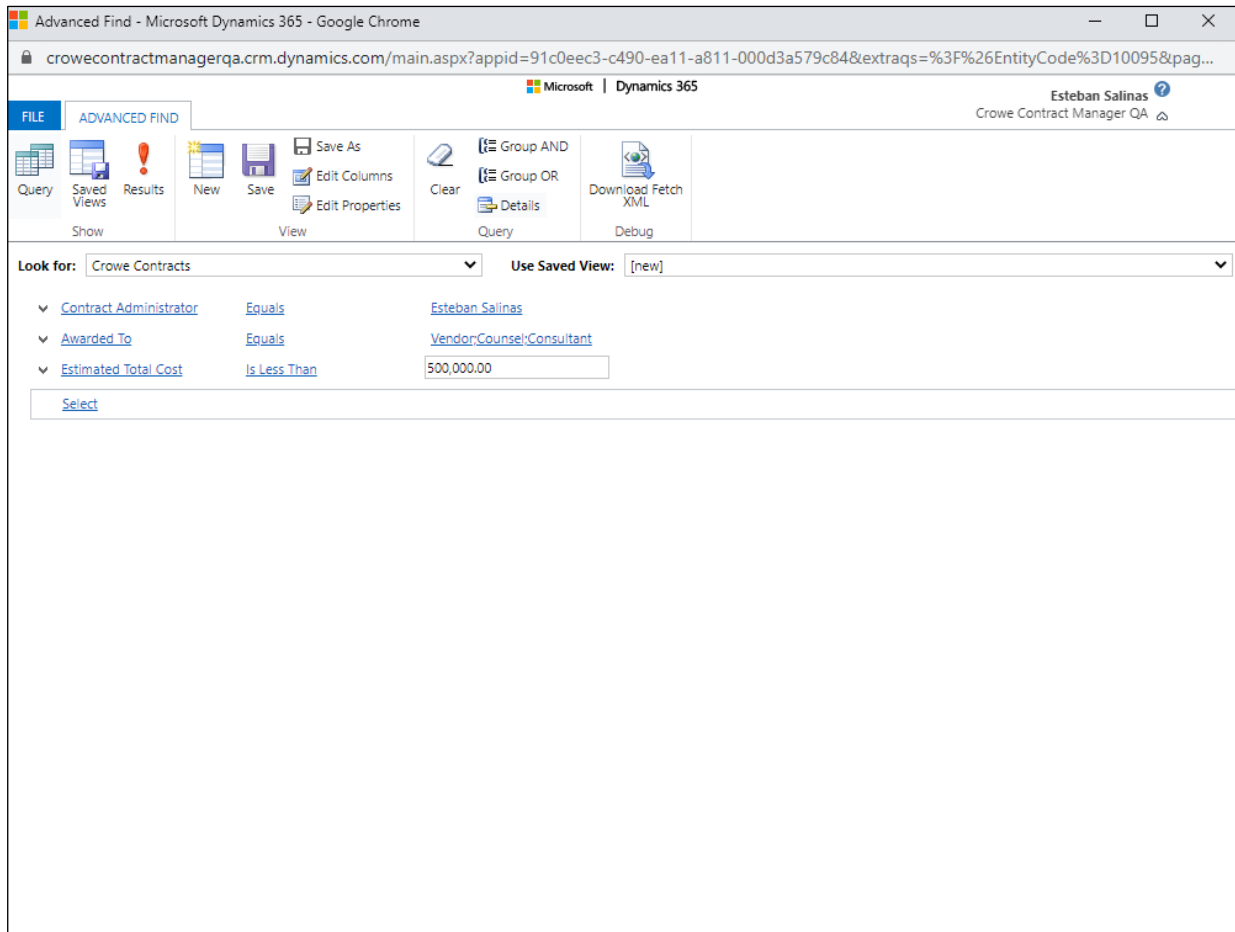 Advanced Find - Microsoft Dynamics 365 - Google Chrome
crowecontractmanagerqa.crm.dynamics.com/main.aspx?appid=91c0eec3-c490-ea11-a811-000d3a579c84&extraqs=%3F%26EntityCode%3D10095&pag...
Microsoft | Dynamics 365
Esteban Salinas ?
Crowe Contract Manager QA
FILE ADVANCED FIND
Query Saved Views Results New Save Save As Edit Columns Edit Properties Clear Group AND Group OR Details Download Fetch XML
Show View Query Debug
Look for: Crowe Contracts Use Saved View: [new]
Contract Administrator Equals Esteban Salinas
Awarded To Equals Vendor;Counsel;Consultant
Estimated Total Cost Is Less Than 500,000.00
Select